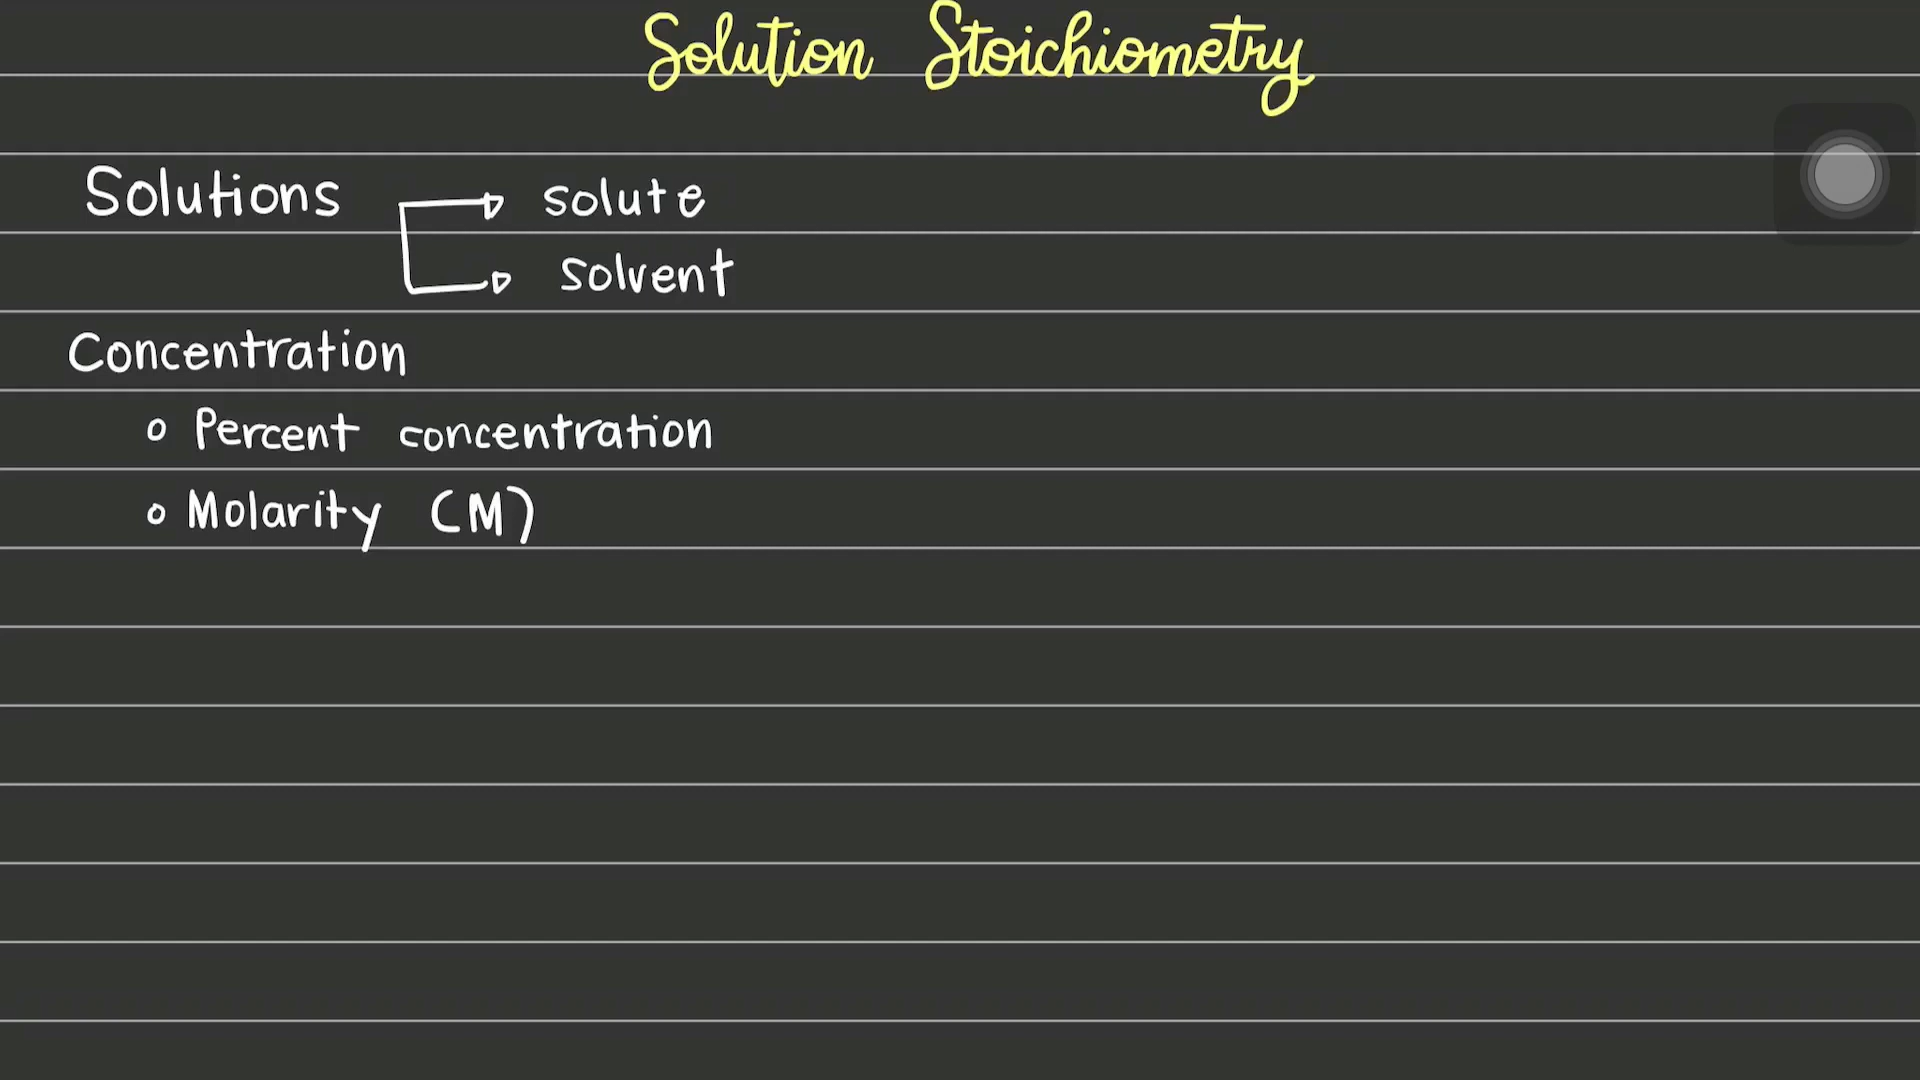 Solution Stoichiometry
Solutions solute
solvent
Concentration
Percent concentration
Molarity (M)